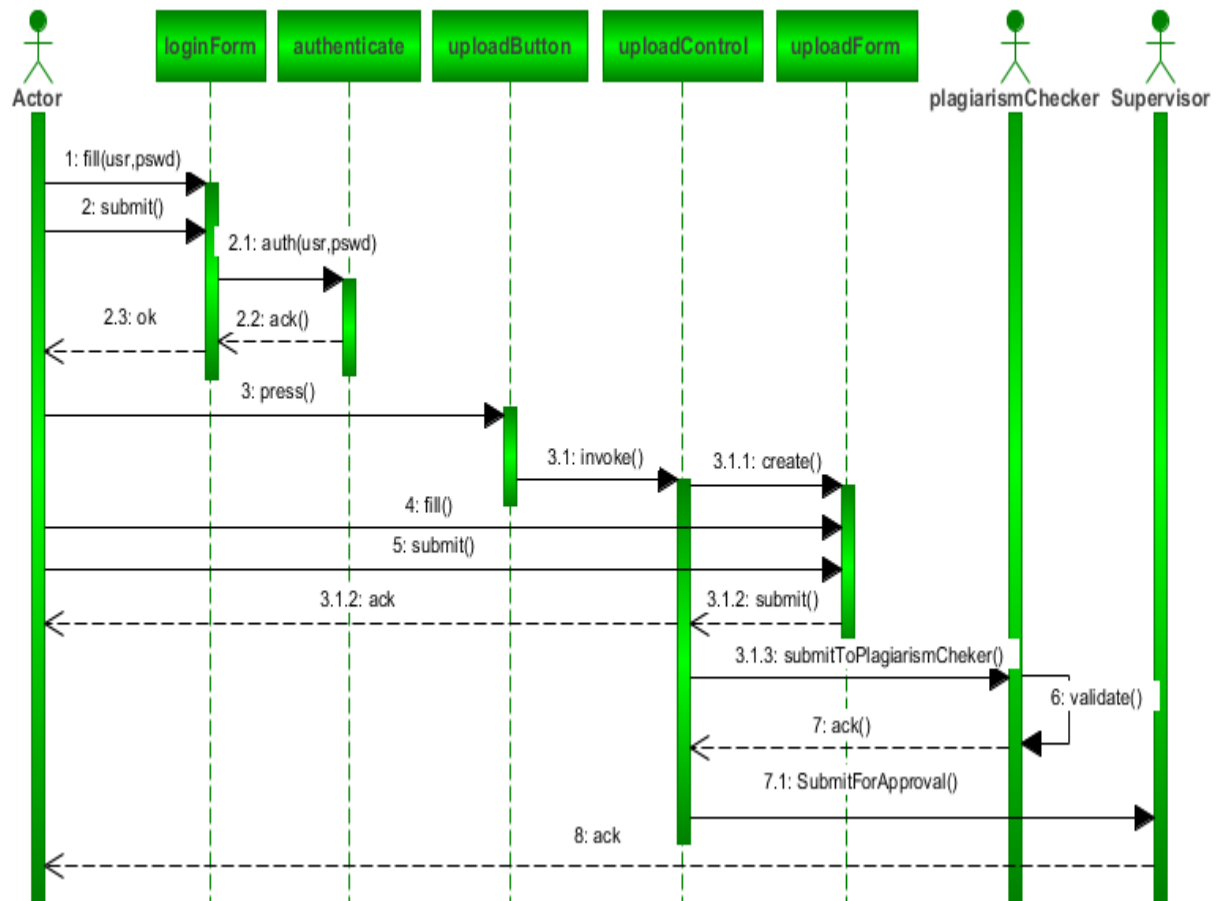 loginForm
authenticate
uploadButton
uploadControl
uploadForm
Actor
plagiarismChecker
Supervisor
1: fill(usr,pswd)
2: submit()
2.1: auth(usr,pswd)
2.3: ok
2.2: ack()
3: press()
3.1: invoke()
3.1.1: create()
4: fill()
5: submit()
3.1.2: ack
3.1.2: submit()
3.1.3: submitToPlagiarismCheker()
6: validate()
7: ack()
7.1: SubmitForApproval()
8: ack